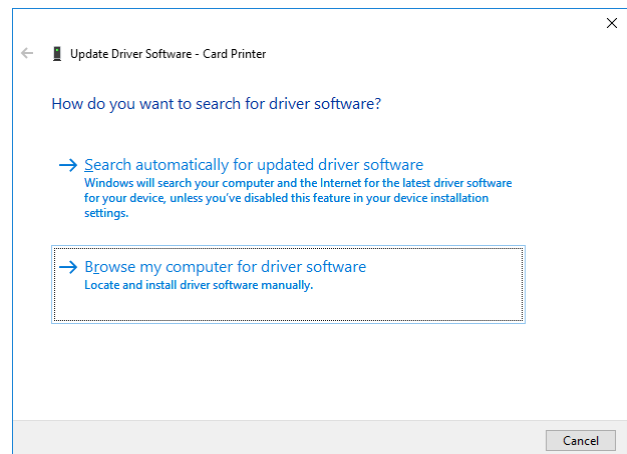 Update Driver Software - Card Printer
How do you want to search for driver software?
Search automatically for updated driver software
Windows will search your computer and the Internet for the latest driver software
for your device, unless you've disabled this feature in your device installation
settings.
Browse my computer for driver software
Locate and install driver software manually.
Cancel